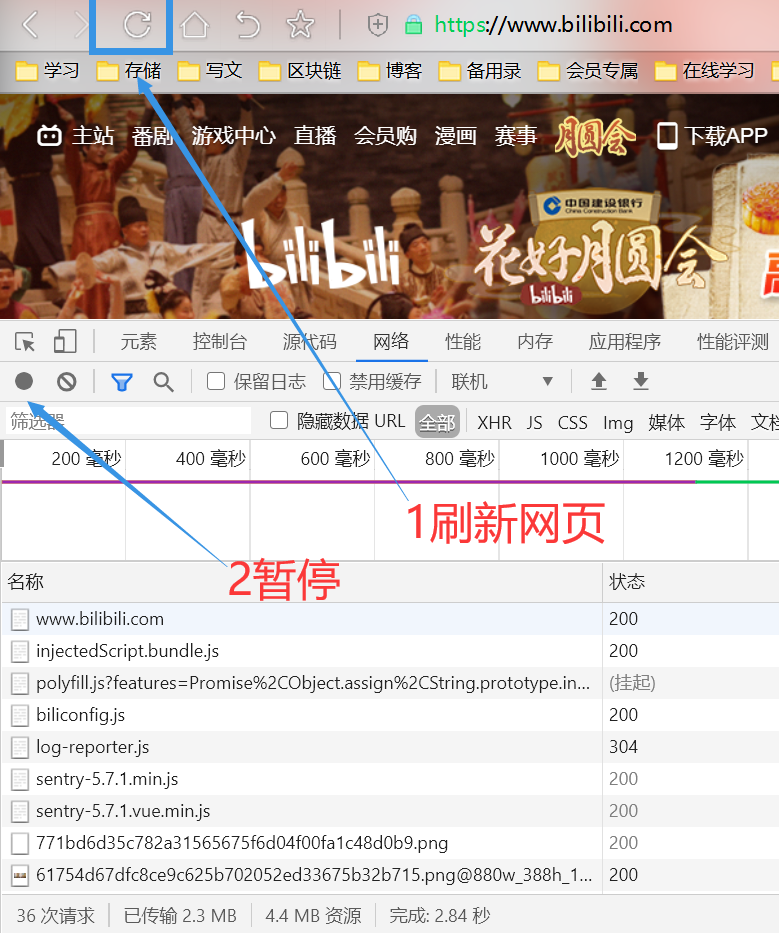 https://www.bilibili.com
学习 存储 写文 区块链 博客 备用录 会员专属 在线学习
主站 番剧 游戏中心 直播 会员购 漫画 赛事 月圆会 下载APP
中国建设银行
China Construction Bank
bilibili 花好月圆会
bilibili
元素 控制台 源代码 网络 性能 内存 应用程序 性能评测
保留日志 禁用缓存 联机
筛选器 隐藏数据 URL 全部 XHR JS CSS Img 媒体 字体 文档
200 毫秒 400 毫秒 600 毫秒 800 毫秒 1000 毫秒 1200 毫秒
1刷新网页
2暂停
名称 状态
www.bilibili.com 200
injectedScript.bundle.js 200
polyfill.js?features=Promise%2CObject.assign%2CString.prototype.in... (挂起)
biliconfig.js 200
log-reporter.js 304
sentry-5.7.1.min.js 200
sentry-5.7.1.vue.min.js 200
771bd6d35c782a31565675f6d04f00fa1c48d0b9.png 200
61754d67dfc8ce9c625b702052ed33675b32b715.png@880w_388h_1... 200
36 次请求 已传输 2.3 MB 4.4 MB 资源 完成: 2.84 秒